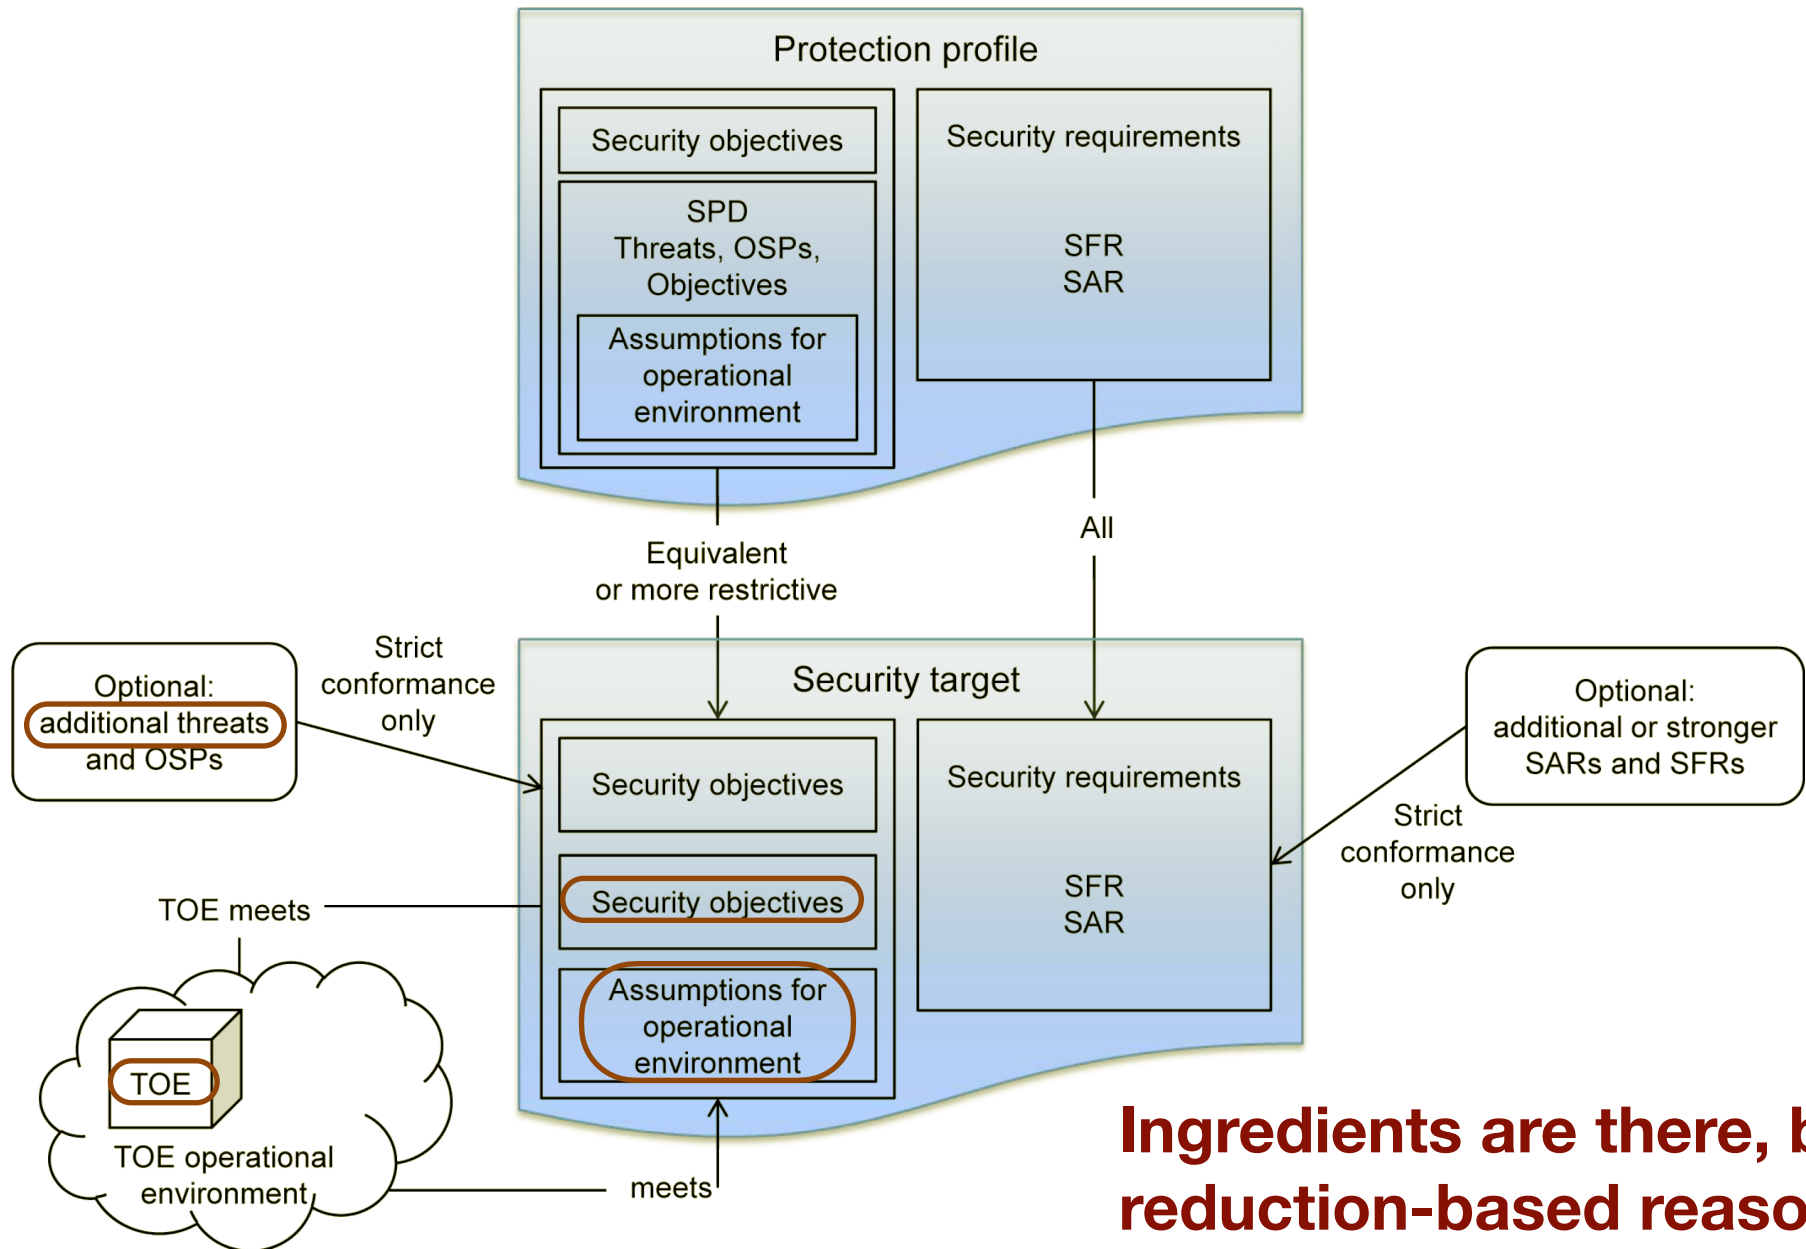 Protection profile
Security objectives
SPD
Threats, OSPs,
Objectives
Assumptions for
operational
environment
Security requirements
SFR
SAR
Equivalent
or more restrictive
All
Optional:
additional threats
and OSPs
Strict
conformance
only
Security target
Security objectives
Security objectives
Assumptions for
operational
environment
Security requirements
SFR
SAR
Optional:
additional or stronger
SARs and SFRs
Strict
conformance
only
TOE meets
TOE
TOE operational
environment
meets
Ingredients are there,
reduction-based